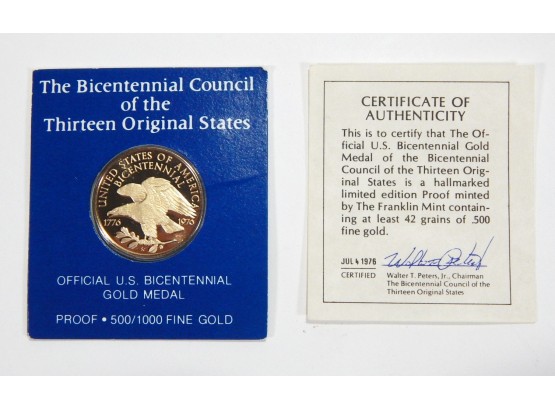 The Bicentennial Council
of the
Thirteen Original States
UNITED STATES OF AMERICA
BICENTENNIAL
1776 1976
OFFICIAL U.S. BICENTENNIAL
GOLD MEDAL
PROOF • 500/1000 FINE GOLD
CERTIFICATE OF
AUTHENTICITY
This is to certify that The Of-
ficial U.S. Bicentennial Gold
Medal of the Bicentennial
Council of the Thirteen Orig-
inal States is a hallmarked
limited edition Proof minted
by The Franklin Mint contain-
ing at least 42 grains of .500
fine gold.
JUL 4 1976
CERTIFIED
Walter T. Peters, Jr., Chairman
The Bicentennial Council of the
Thirteen Original States